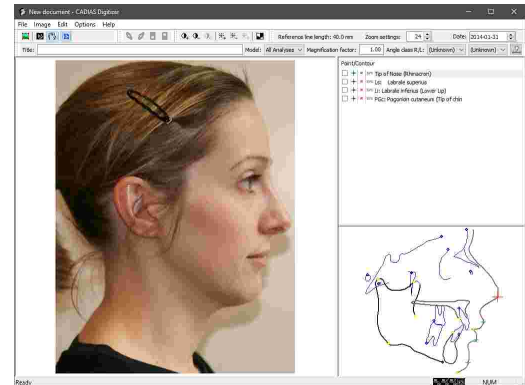 New document - CADIAS Digitizer
File Image Edit Options Help
Reference line length: 40.0 mm Zoom settings: 24 Date: 2014-01-31
Title: Model: All Analyses Magnification factor: 1.00 Angle class R/L: (Unknown) (Unknown)
Point/Contour
Tip of Nose (Rhinacron)
Ls: Labrale superius
Li: Labrale inferius (Lower Lip)
PGc: Pogonion cutaneum (Tip of chin
Ready NUM